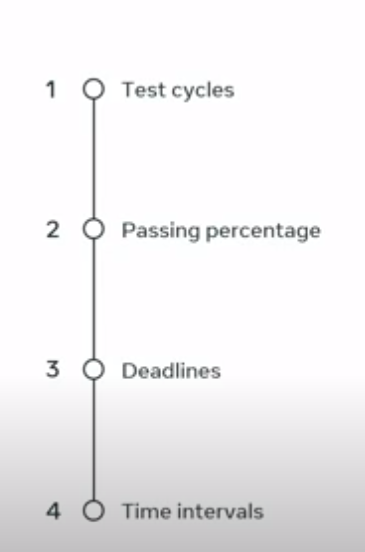 1 Test cycles
2 Passing percentage
3 Deadlines
4 Time intervals